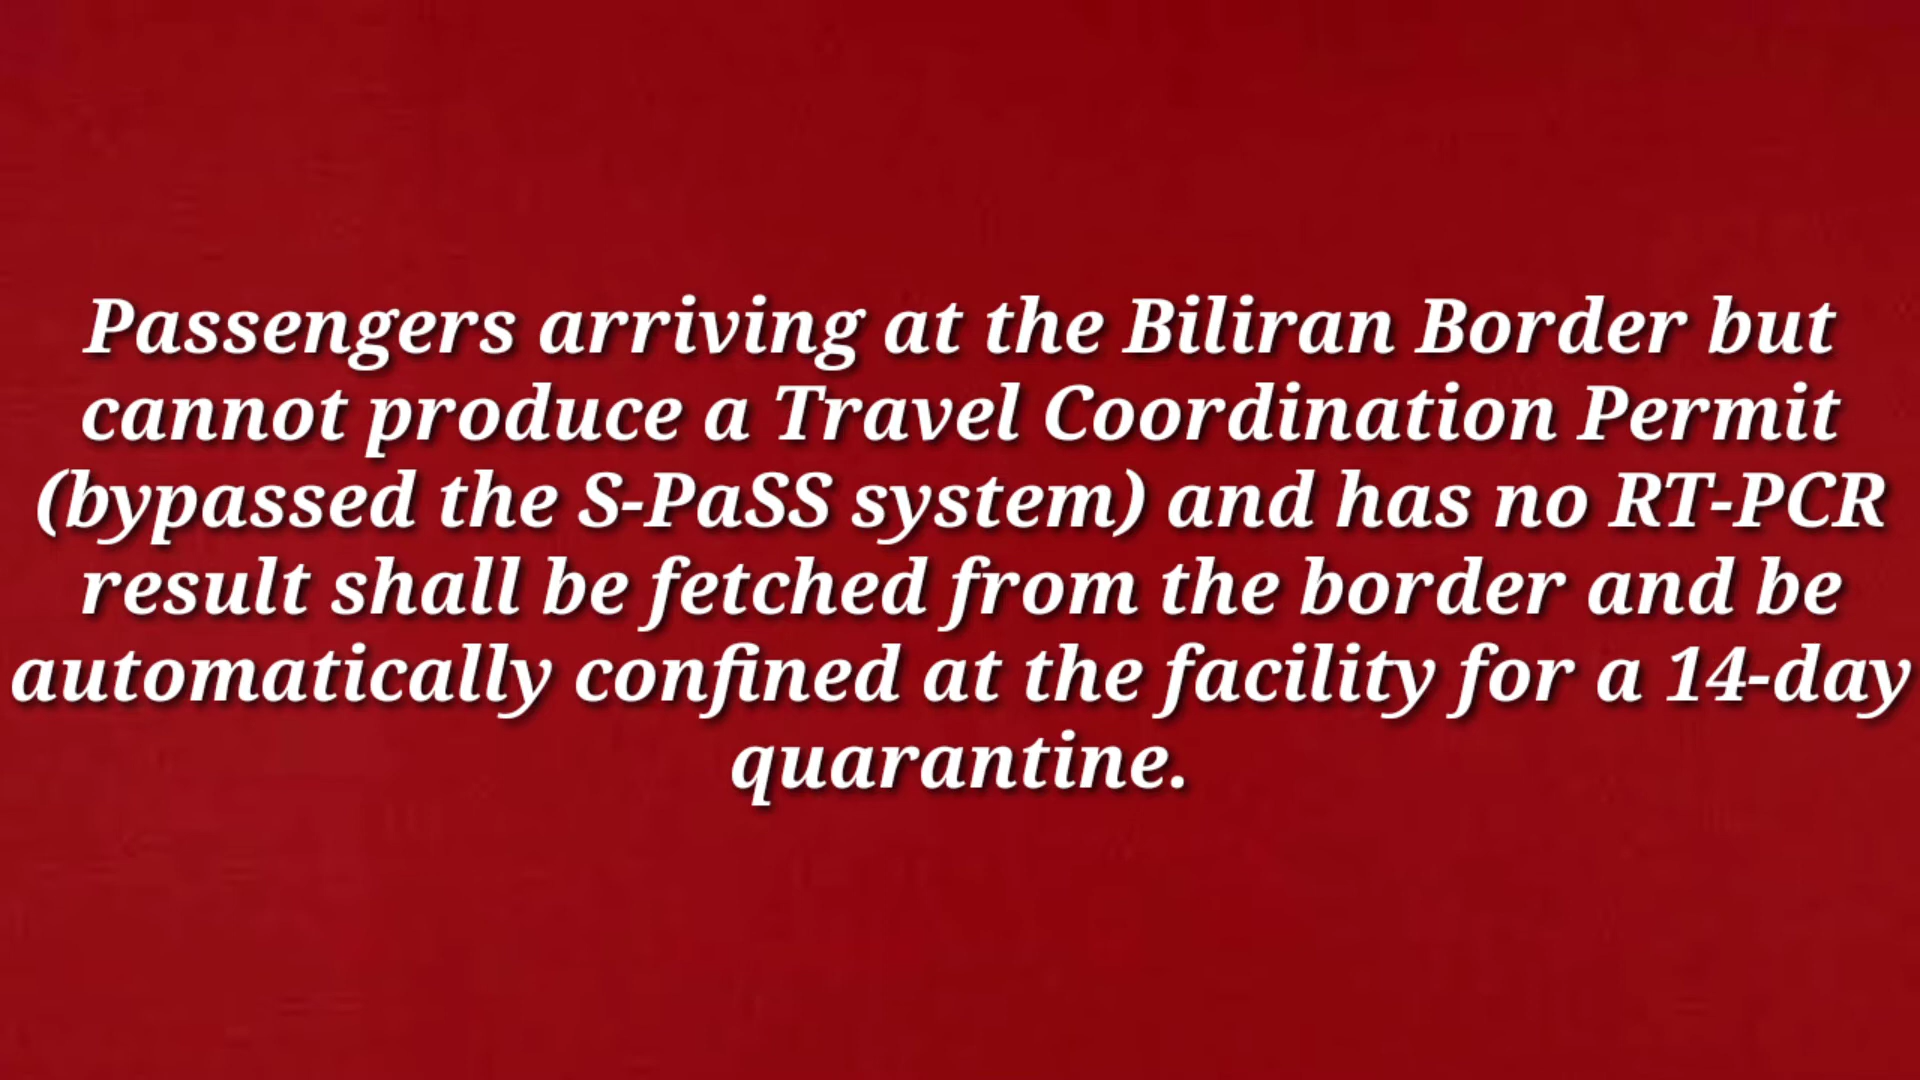 Passengers arriving at the Biliran Border but
cannot produce a Travel Coordination Permit
(bypassed the S-PaSS system) and has no RT-PCR
result shall be fetched from the border and be
automatically confined at the facility for a 14-day
quarantine.